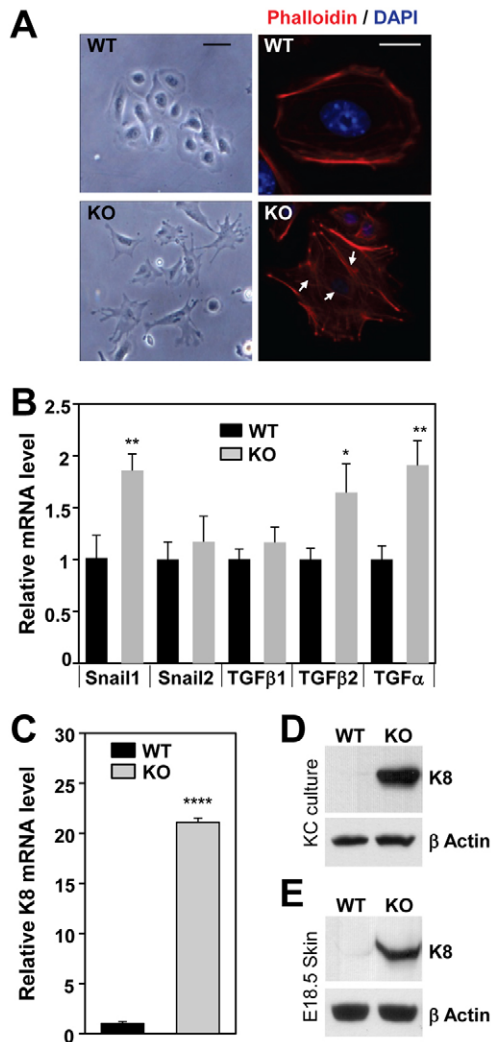 A
Phalloidin / DAPI
WT
KO
WT
KO
B
Relative mRNA level
2.5
2
1.5
1
0.5
0
WT
KO
**
*
**
Snail1 Snail2 TGFβ1 TGFβ2 TGFα
C
Relative K8 mRNA level
30
25
20
15
10
5
0
WT
KO
****
D
WT KO
KC culture
K8
β Actin
E
WT KO
E18.5 Skin
K8
β Actin